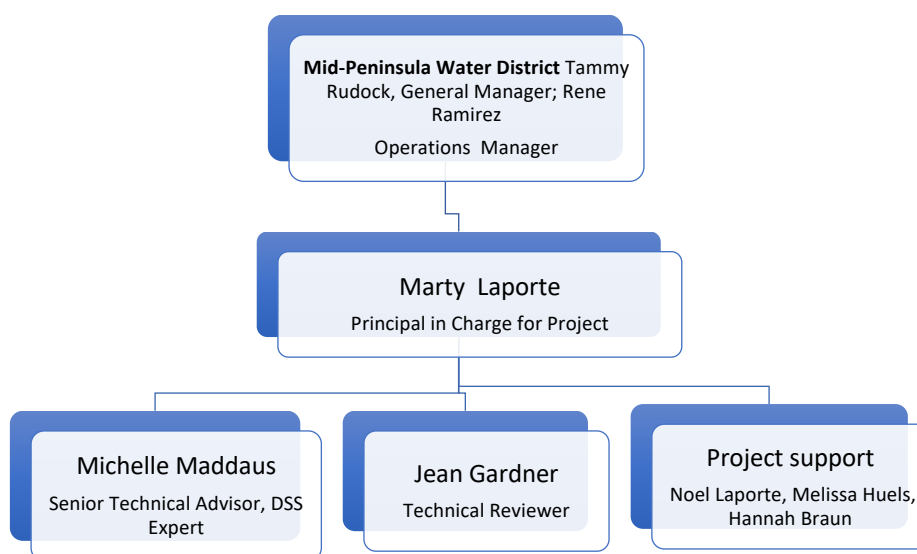 Mid-Peninsula Water District Tammy
Rudock, General Manager; Rene
Ramirez
Operations Manager
Marty Laporte
Principal in Charge for Project
Michelle Maddaus
Senior Technical Advisor, DSS
Expert
Jean Gardner
Technical Reviewer
Project support
Noel Laporte, Melissa Huels,
Hannah Braun